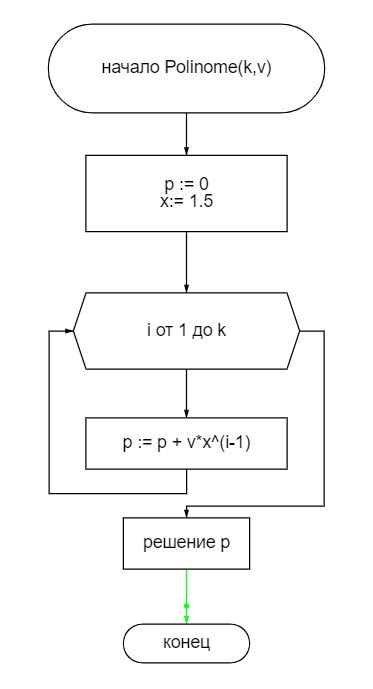 начало Polinome(k,v)
p := 0
x:= 1.5
i от 1 до k
p := p + v*x^(i-1)
решение p
конец